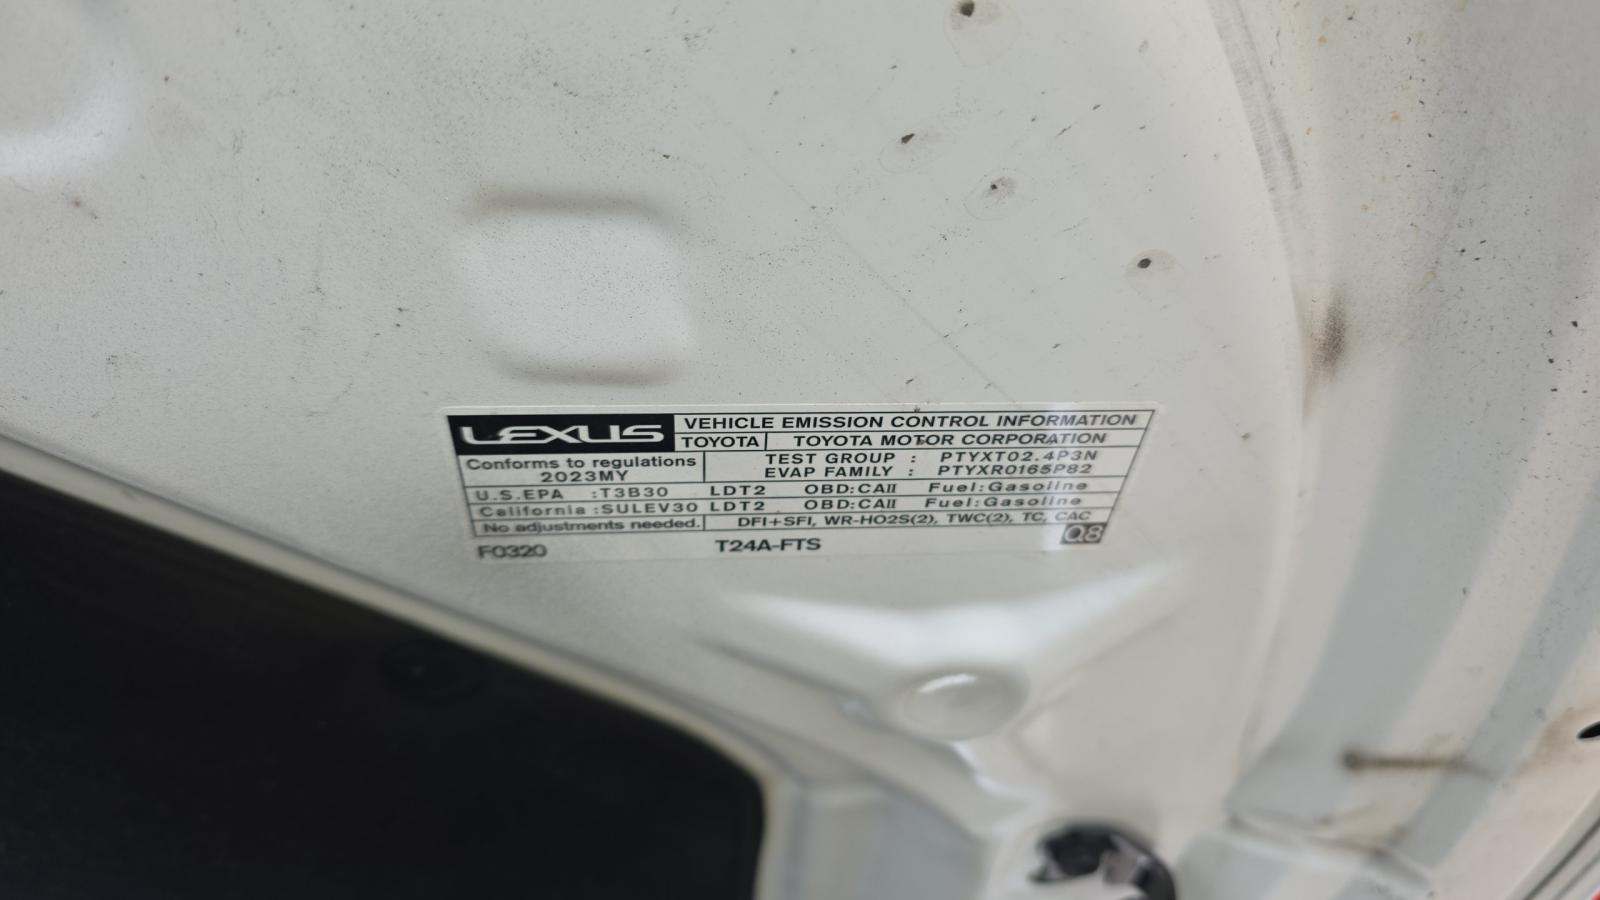 LEXUS
VEHICLE EMISSION CONTROL INFORMATION
TOYOTA TOYOTA MOTOR CORPORATION
Conforms to regulations
2023MY
TEST GROUP : PTYXT02.4P3N
EVAP FAMILY : PTYXR0165P82
U.S.EPA :T3B30 LDT2 OBD:CAII Fuel:Gasoline
California :SULEV30 LDT2 OBD:CAII Fuel:Gasoline
No adjustments needed. DFI+SFI, WR-HO2S(2), TWC(2), TC, CAC
F0320 T24A-FTS Q8